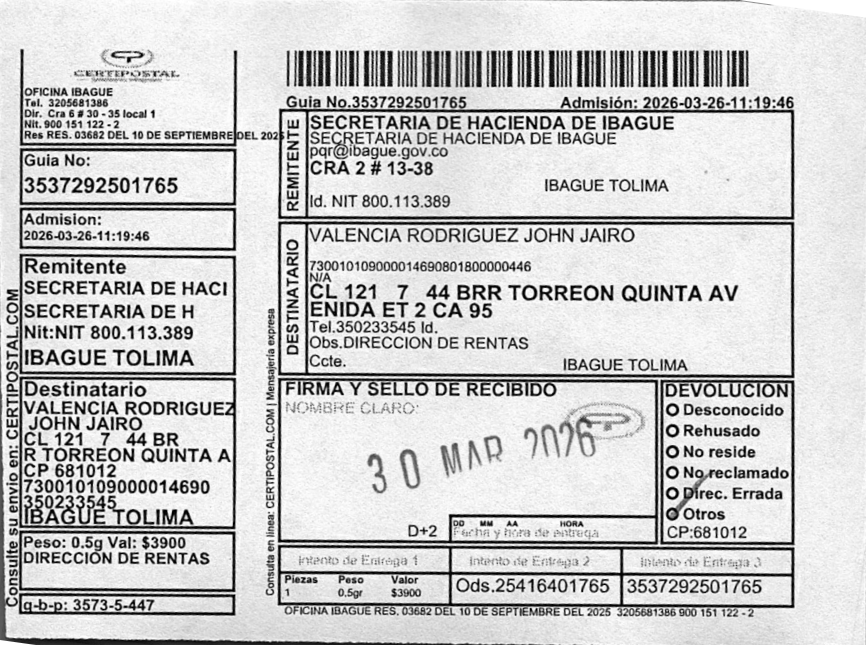 CERTIPOSTAL
OFICINA IBAGUE
Tel. 3205681386
Dir. Cra 6 # 30 - 35 local 1
Nit. 900 151 122 - 2
Res RES. 03682 DEL 10 DE SEPTIEMBRE DEL 2025
Guia No:
3537292501765
Admision:
2026-03-26-11:19:46
Remitente
SECRETARIA DE HACI
SECRETARIA DE H
Nit:NIT 800.113.389
IBAGUE TOLIMA
Destinatario
VALENCIA RODRIGUEZ
JOHN JAIRO
CL 121 7 44 BR
R TORREON QUINTA A
CP 681012
730010109000014690
350233545
IBAGUE TOLIMA
Peso: 0.5g Val: $3900
DIRECCION DE RENTAS
q-b-p: 3573-5-447
Consulte su envio en: CERTIPOSTAL.COM
Guia No.3537292501765 Admisión: 2026-03-26-11:19:46
REMITENTE
SECRETARIA DE HACIENDA DE IBAGUE
SECRETARIA DE HACIENDA DE IBAGUE
pqr@ibague.gov.co
CRA 2 # 13-38
IBAGUE TOLIMA
Id. NIT 800.113.389
DESTINATARIO
VALENCIA RODRIGUEZ JOHN JAIRO
730010109000014690801800000446
N/A
CL 121 7 44 BRR TORREON QUINTA AV
ENIDA ET 2 CA 95
Tel.350233545 Id.
Obs.DIRECCION DE RENTAS
Ccte. IBAGUE TOLIMA
Consulta en linea: CERTIPOSTAL.COM | Mensajería expresa
FIRMA Y SELLO DE RECIBIDO
NOMBRE CLARO:
30 MAR 2026
D+2
DD MM AA HORA
Fecha y hora de entrega
DEVOLUCION
Desconocido
Rehusado
No reside
No reclamado
Direc. Errada
Otros
CP:681012
Intento de Entrega 1 Intento de Entrega 2 Intento de Entrega 3
Piezas Peso Valor
1 0.5gr $3900
Ods.25416401765 3537292501765
OFICINA IBAGUE RES. 03682 DEL 10 DE SEPTIEMBRE DEL 2025 3205681386 900 151 122 - 2